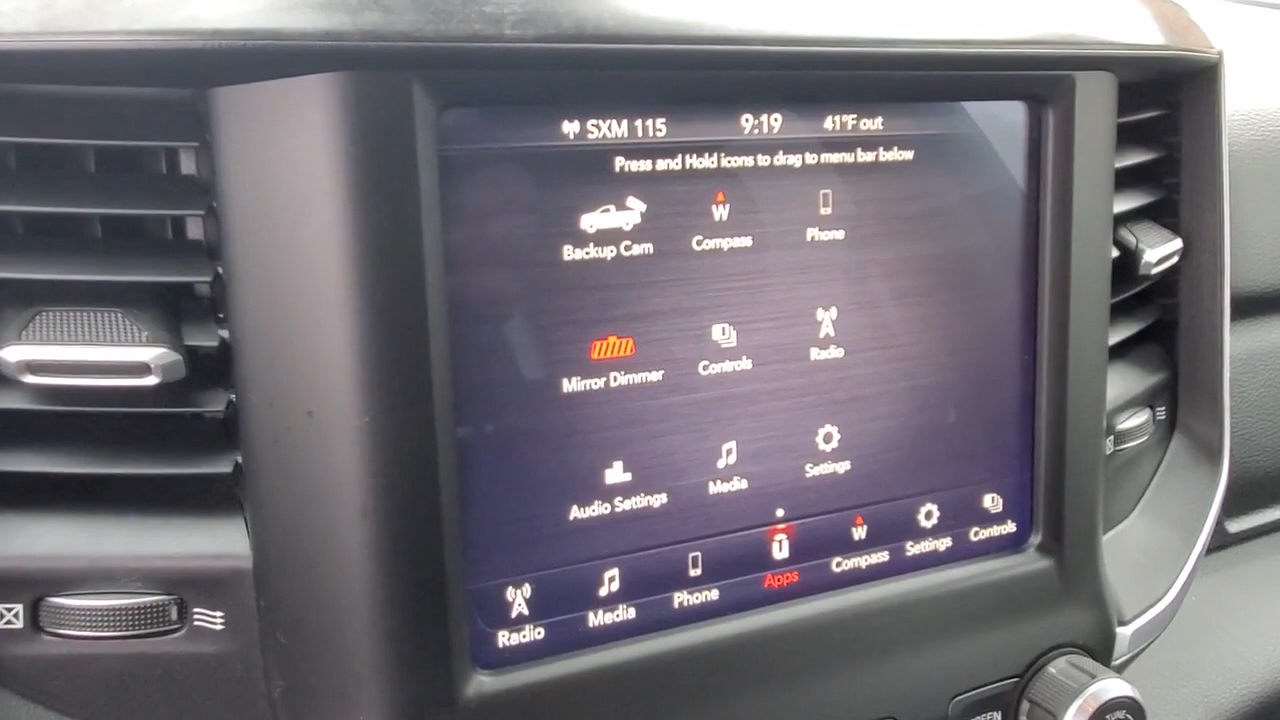 SXM 115 9:19 41°F out
Press and Hold icons to drag to menu bar below
W
Backup Cam Compass Phone
Mirror Dimmer Controls Radio
Audio Settings Media Settings
W
Radio Media Phone Apps Compass Settings Controls
TUNE